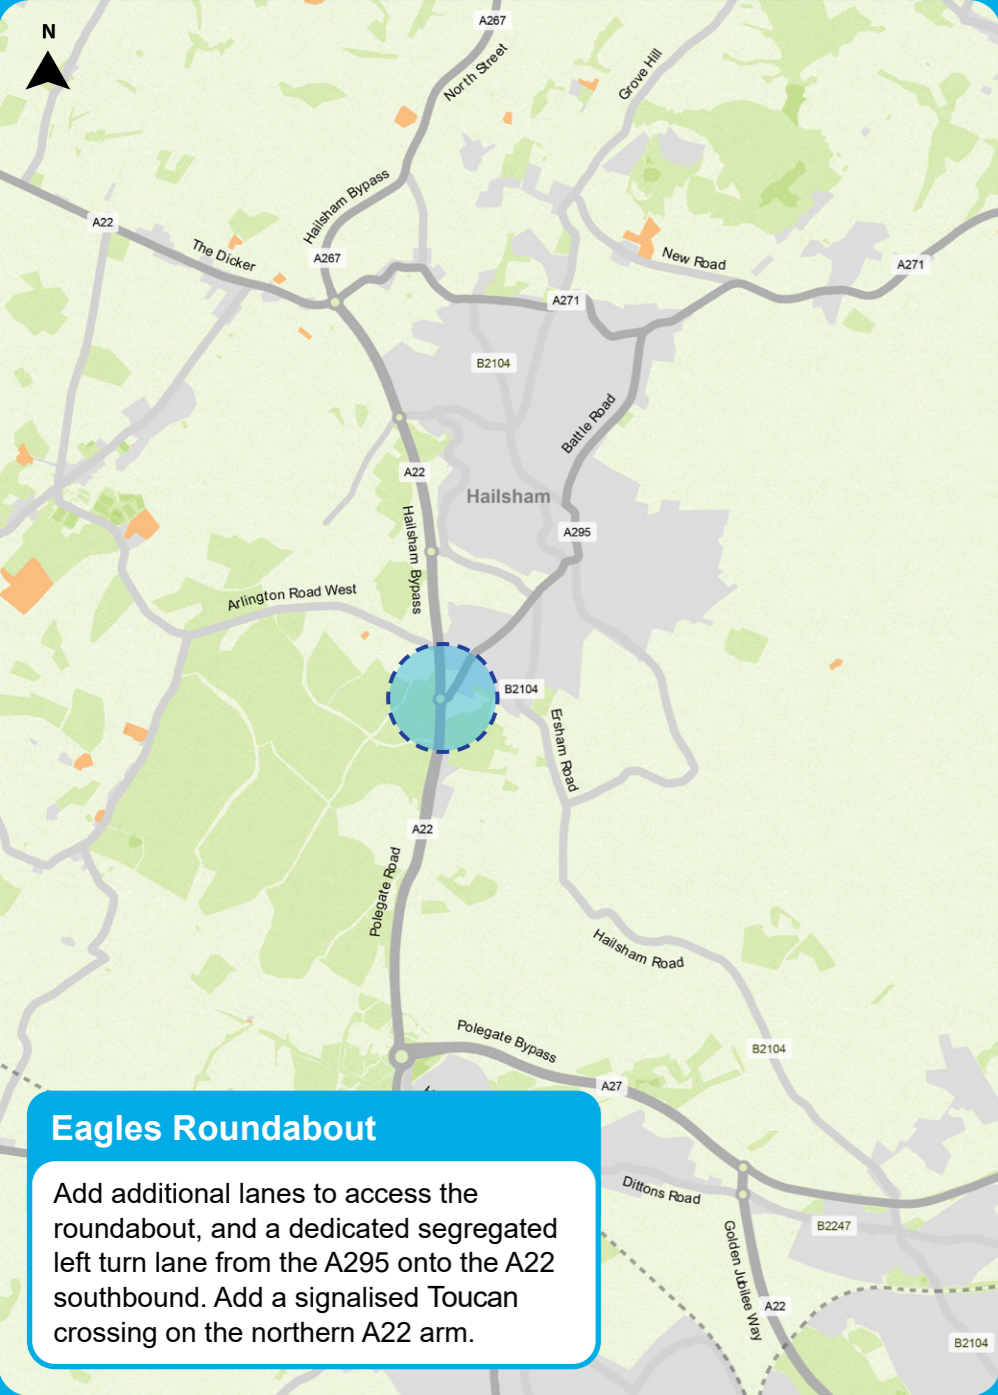 N
A267
North Street
Grove Hill
Hailsham Bypass
A22
The Dicker
A267
New Road
A271
A271
B2104
Battle Road
A22
Hailsham
Hailsham Bypass
A295
Arlington Road West
B2104
Ersham Road
A22
Polegate Road
Hailsham Road
Polegate Bypass
B2104
A27
Eagles Roundabout
Add additional lanes to access the
roundabout, and a dedicated segregated
left turn lane from the A295 onto the A22
southbound. Add a signalised Toucan
crossing on the northern A22 arm.
Dittons Road
B2247
Golden Jubilee Way
A22
B2104